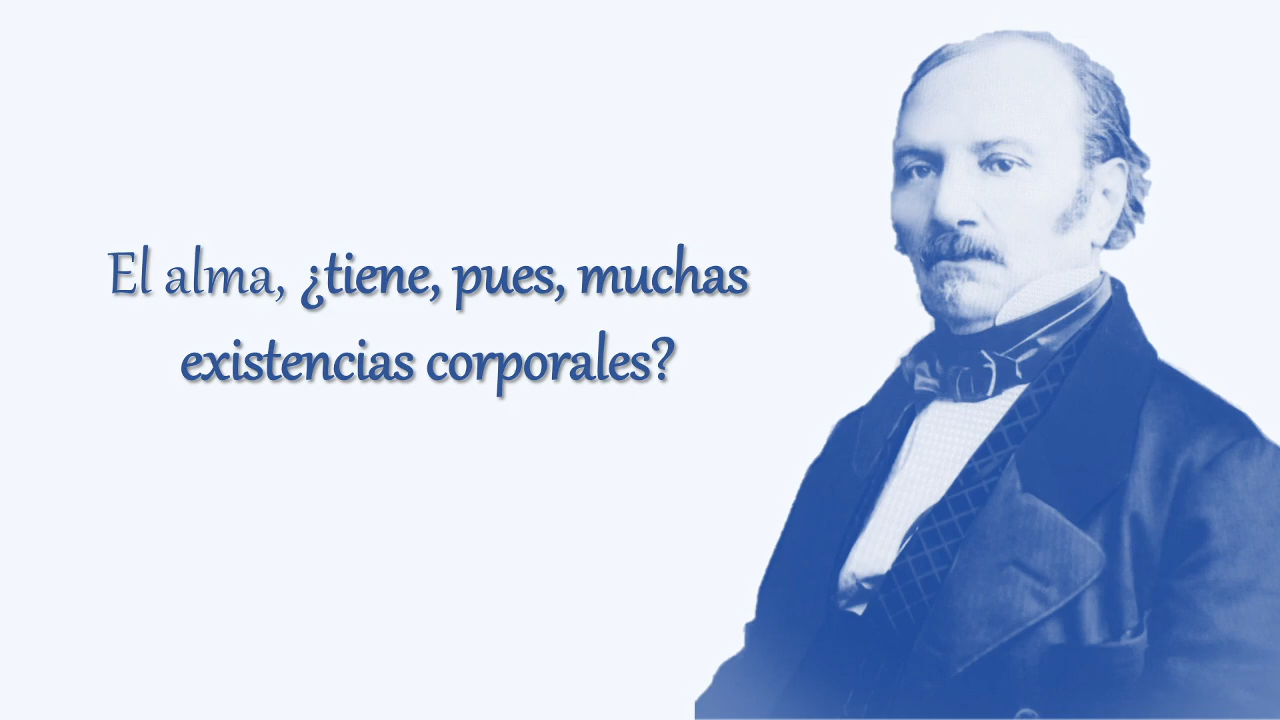 El alma, ¿tiene, pues, muchas
existencias corporales?